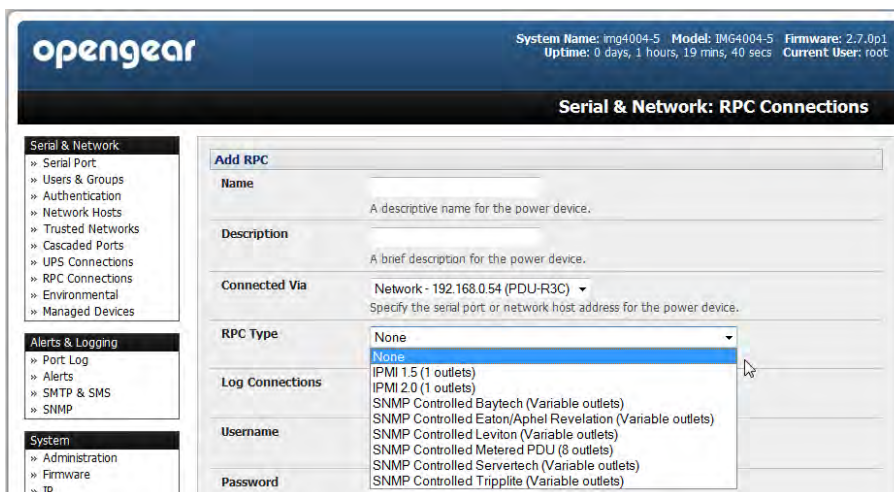 opengear
System Name: img4004-5 Model: IMG4004-5 Firmware: 2.7.0p1
Uptime: 0 days, 1 hours, 19 mins, 40 secs Current User: root
Serial & Network: RPC Connections
Serial & Network
» Serial Port
» Users & Groups
» Authentication
» Network Hosts
» Trusted Networks
» Cascaded Ports
» UPS Connections
» RPC Connections
» Environmental
» Managed Devices
Alerts & Logging
» Port Log
» Alerts
» SMTP & SMS
» SNMP
System
» Administration
» Firmware
» IP
Add RPC
Name
A descriptive name for the power device.
Description
A brief description for the power device.
Connected Via
Network - 192.168.0.54 (PDU-R3C)
Specify the serial port or network host address for the power device.
RPC Type
None
None
IPMI 1.5 (1 outlets)
IPMI 2.0 (1 outlets)
SNMP Controlled Baytech (Variable outlets)
SNMP Controlled Eaton/Aphel Revelation (Variable outlets)
SNMP Controlled Leviton (Variable outlets)
SNMP Controlled Metered PDU (8 outlets)
SNMP Controlled Servertech (Variable outlets)
SNMP Controlled Tripplite (Variable outlets)
Log Connections
Username
Password